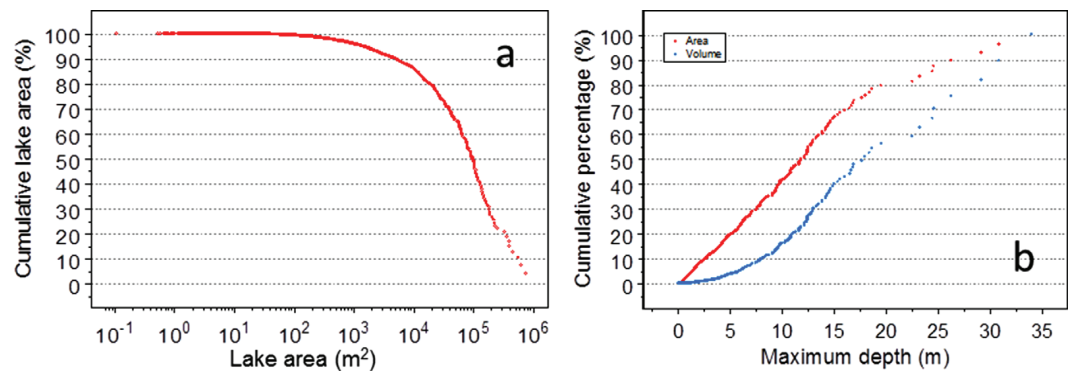 Cumulative lake area (%)
100
90
80
70
60
50
40
30
20
10
0
a
10-1 100 101 102 103 104 105 106
Lake area (m2)
Cumulative percentage (%)
100
90
80
70
60
50
40
30
20
10
0
Area
Volume
b
0 5 10 15 20 25 30 35
Maximum depth (m)